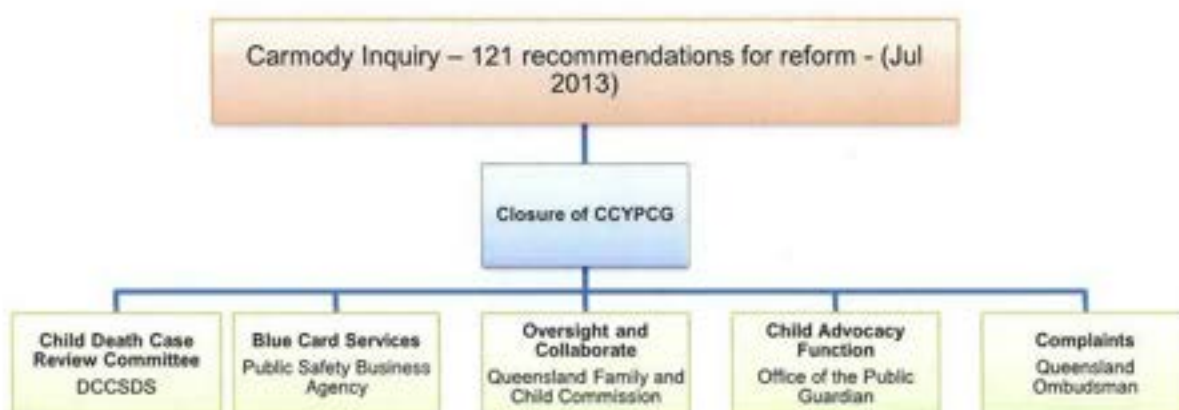 Carmody Inquiry – 121 recommendations for reform - (Jul
2013)
Closure of CCYPCG
Child Death Case
Review Committee
DCCSDS
Blue Card Services
Public Safety Business
Agency
Oversight and
Collaborate
Queensland Family and
Child Commission
Child Advocacy
Function
Office of the Public
Guardian
Complaints
Queensland
Ombudsman